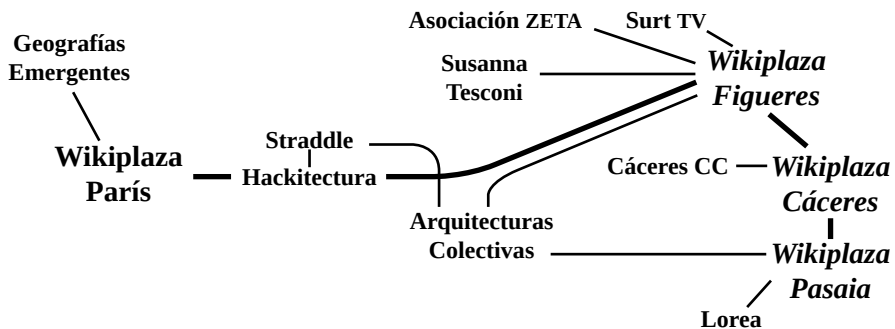 Asociación ZETA
Surt TV
Geografías
Emergentes
Susanna
Tesconi
Wikiplaza
Figueres
Straddle
Wikiplaza
París
Hackitectura
Cáceres CC
Wikiplaza
Cáceres
Arquitecturas
Colectivas
Wikiplaza
Pasaia
Lorea